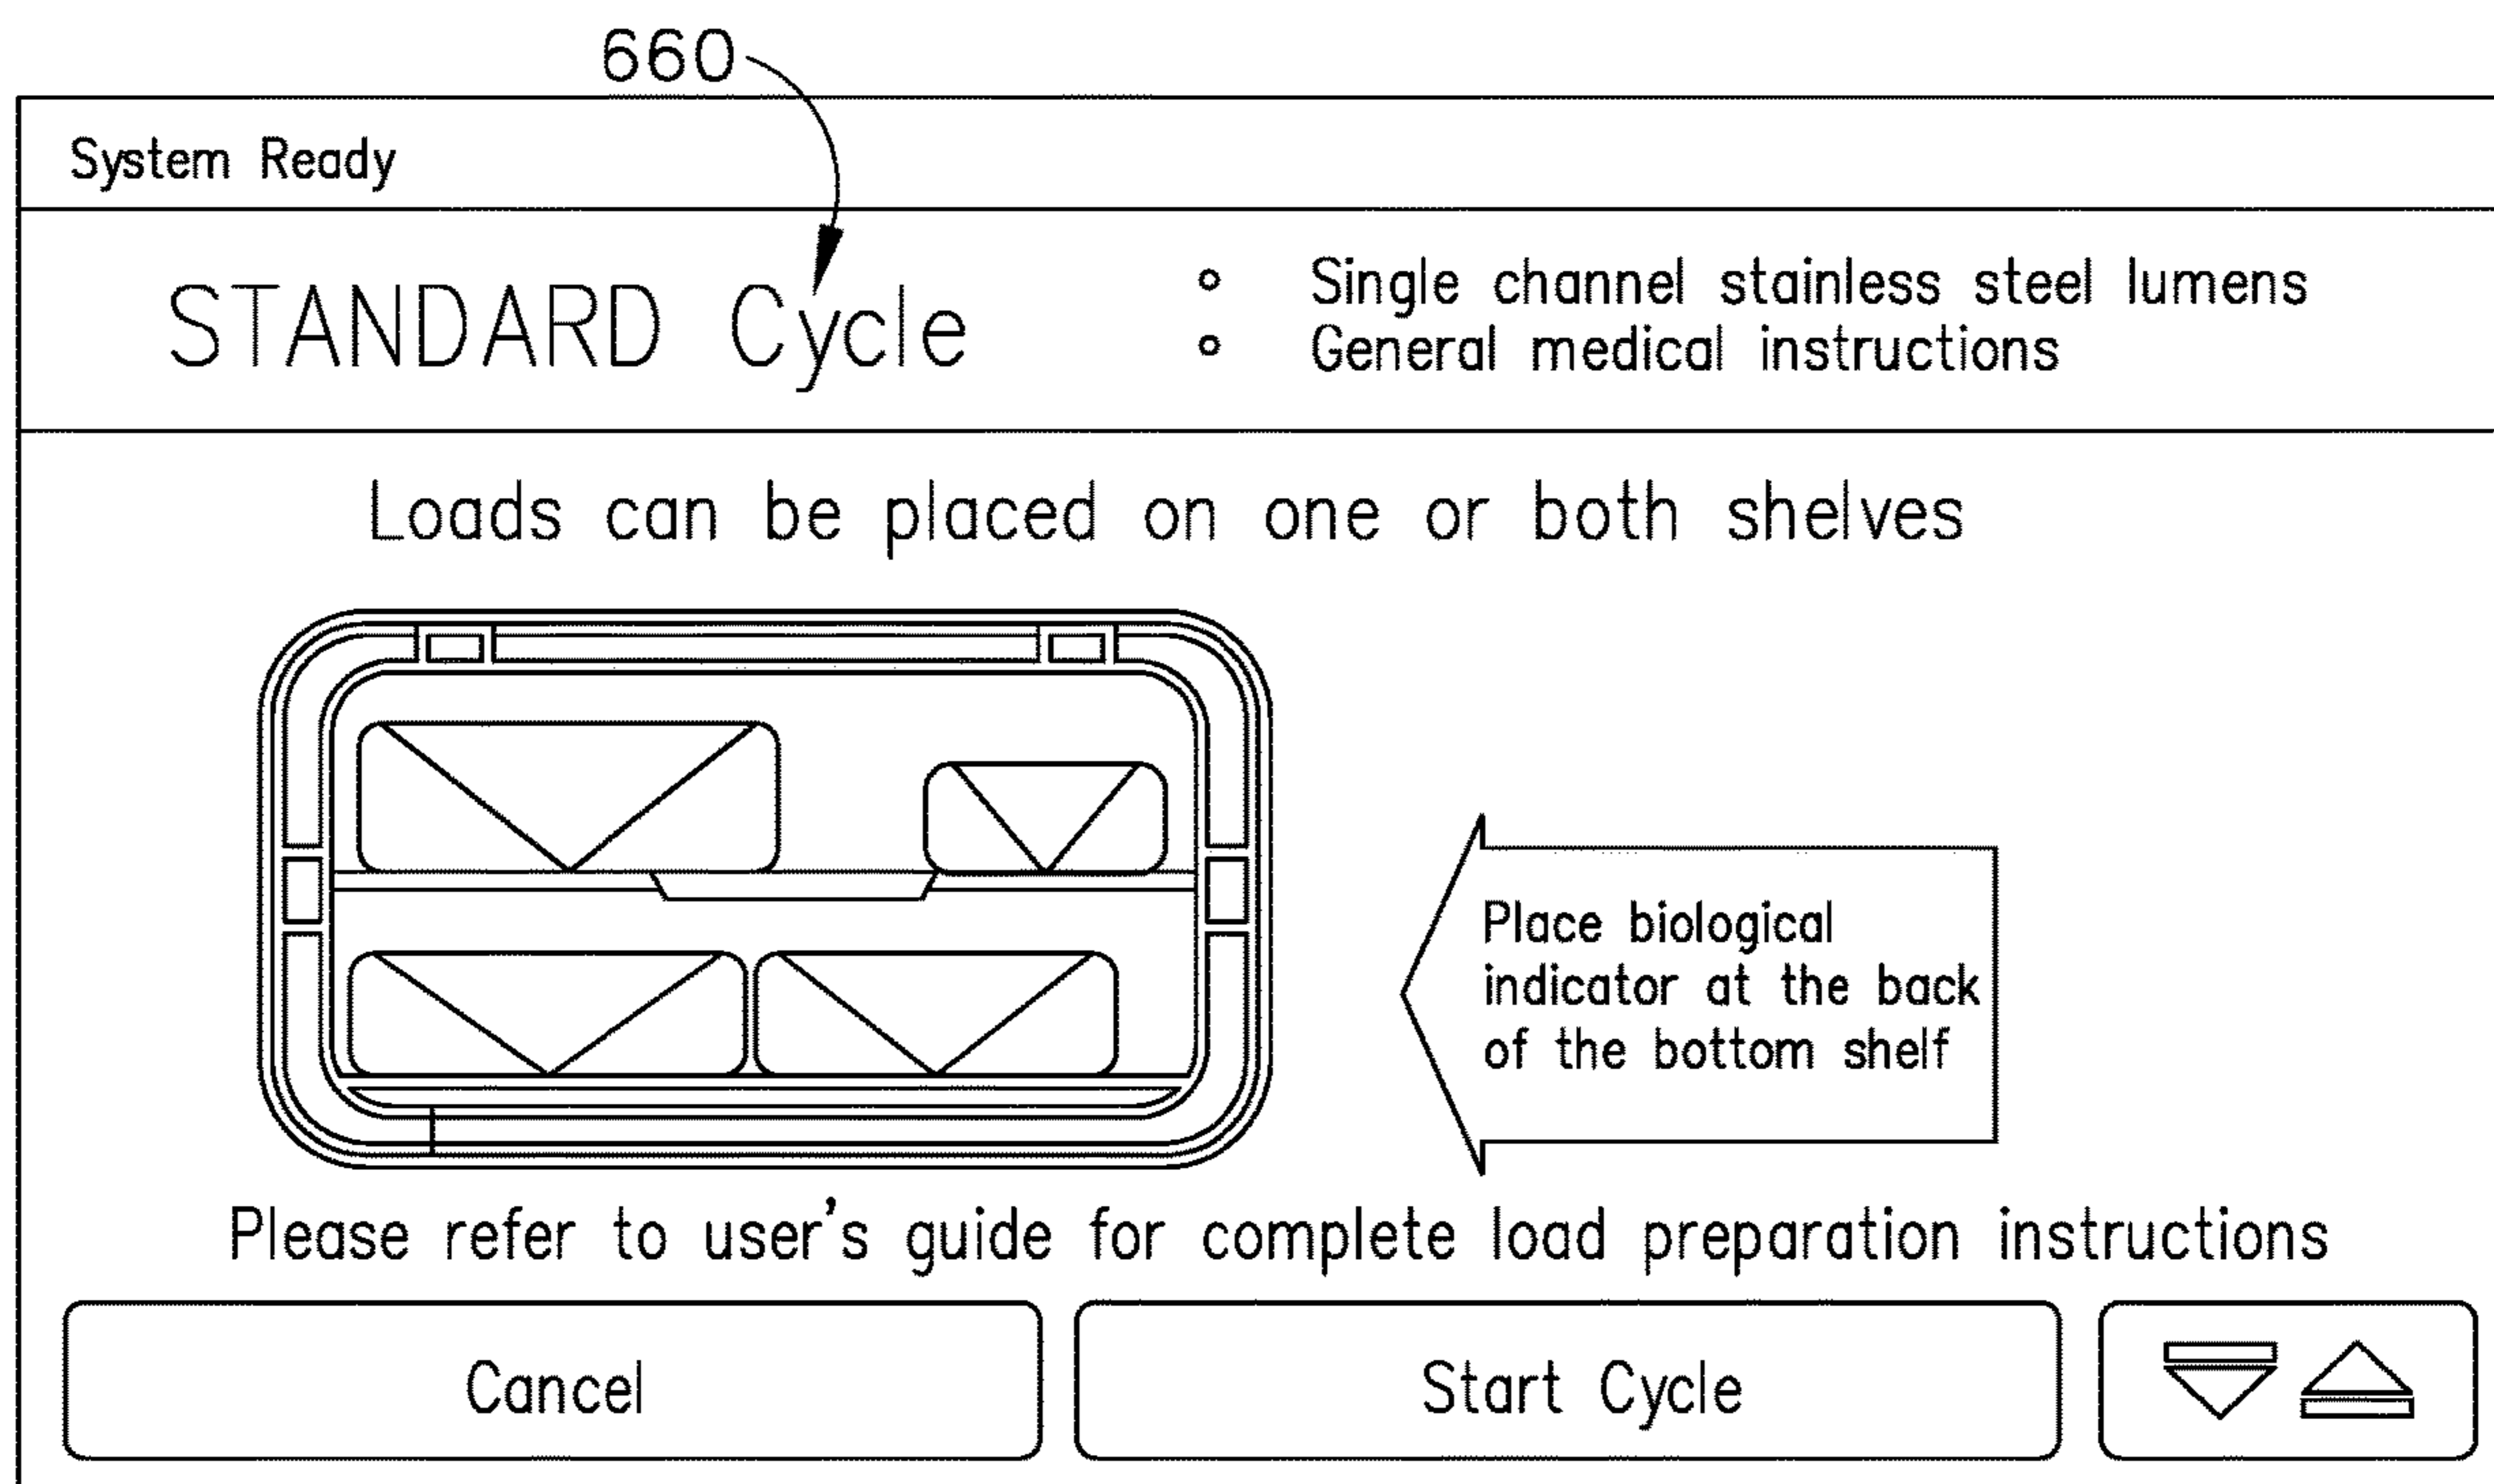 660
System Ready
STANDARD Cycle
° Single channel stainless steel lumens
° General medical instructions
Loads can be placed on one or both shelves
Place biological
indicator at the back
of the bottom shelf
Please refer to user's guide for complete load preparation instructions
Cancel
Start Cycle